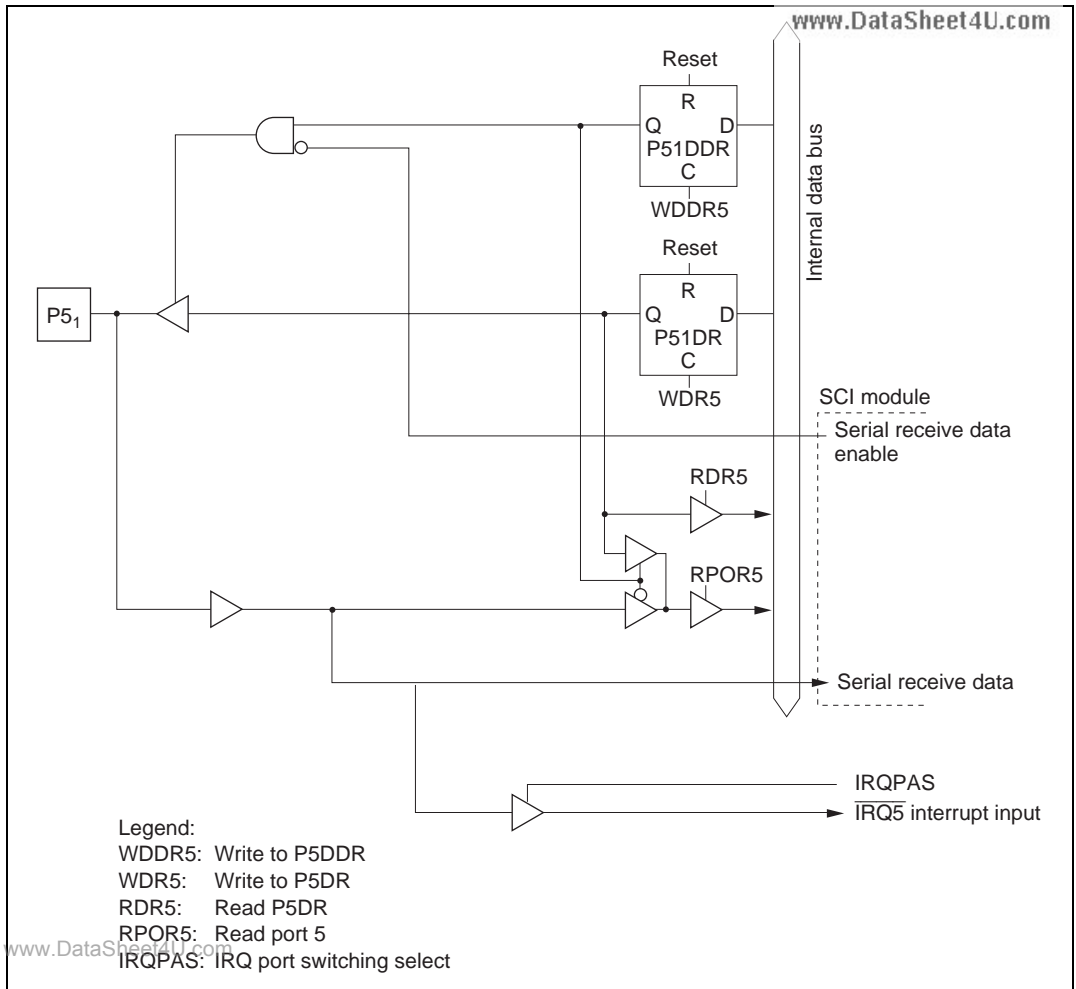 www.DataSheet4U.com
Reset
R
Q D
P51DDR
C
WDDR5
Internal data bus
Reset
R
Q D
P51DR
C
WDR5
P5₁
SCI module
Serial receive data
enable
RDR5
RPOR5
Serial receive data
IRQPAS
I̅R̅Q̅5̅ interrupt input
Legend:
WDDR5: Write to P5DDR
WDR5: Write to P5DR
RDR5: Read P5DR
RPOR5: Read port 5
www.DataSheet4U.com
IRQPAS: IRQ port switching select